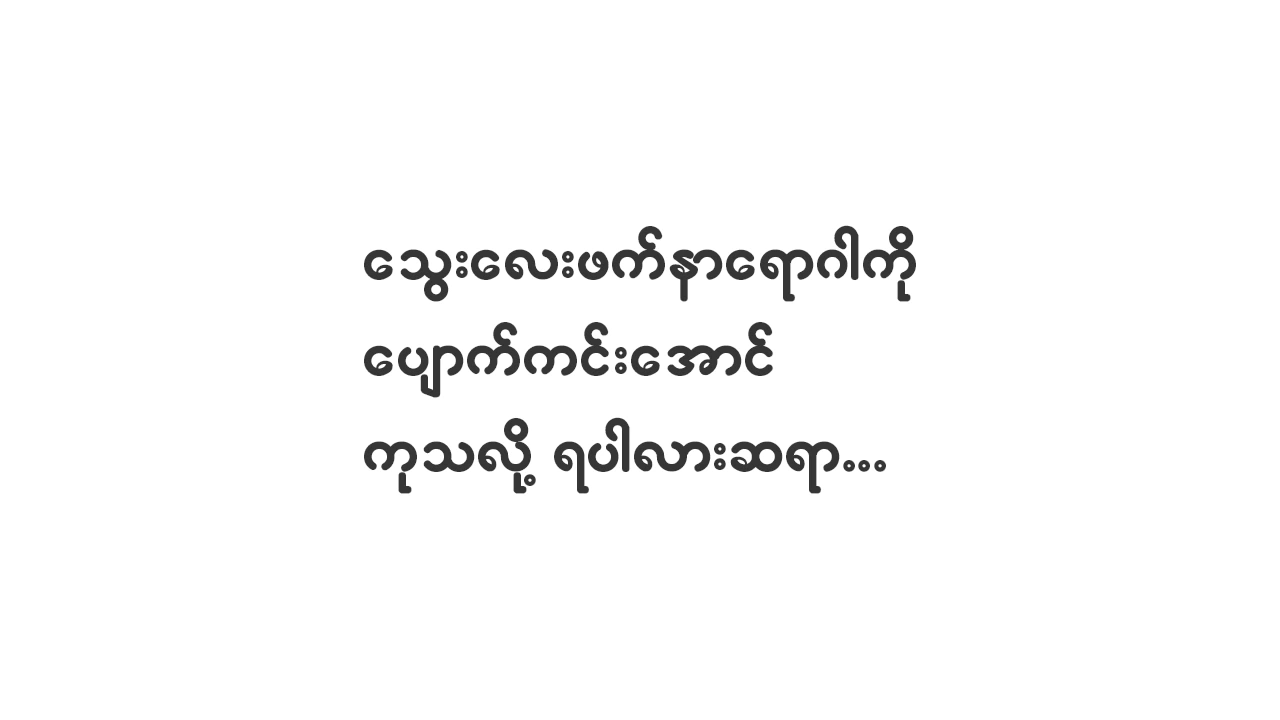 သွေးလေးဖက်နာရောဂါကို
ပျောက်ကင်းအောင်
ကုသလို့ ရပါလားဆရာ...